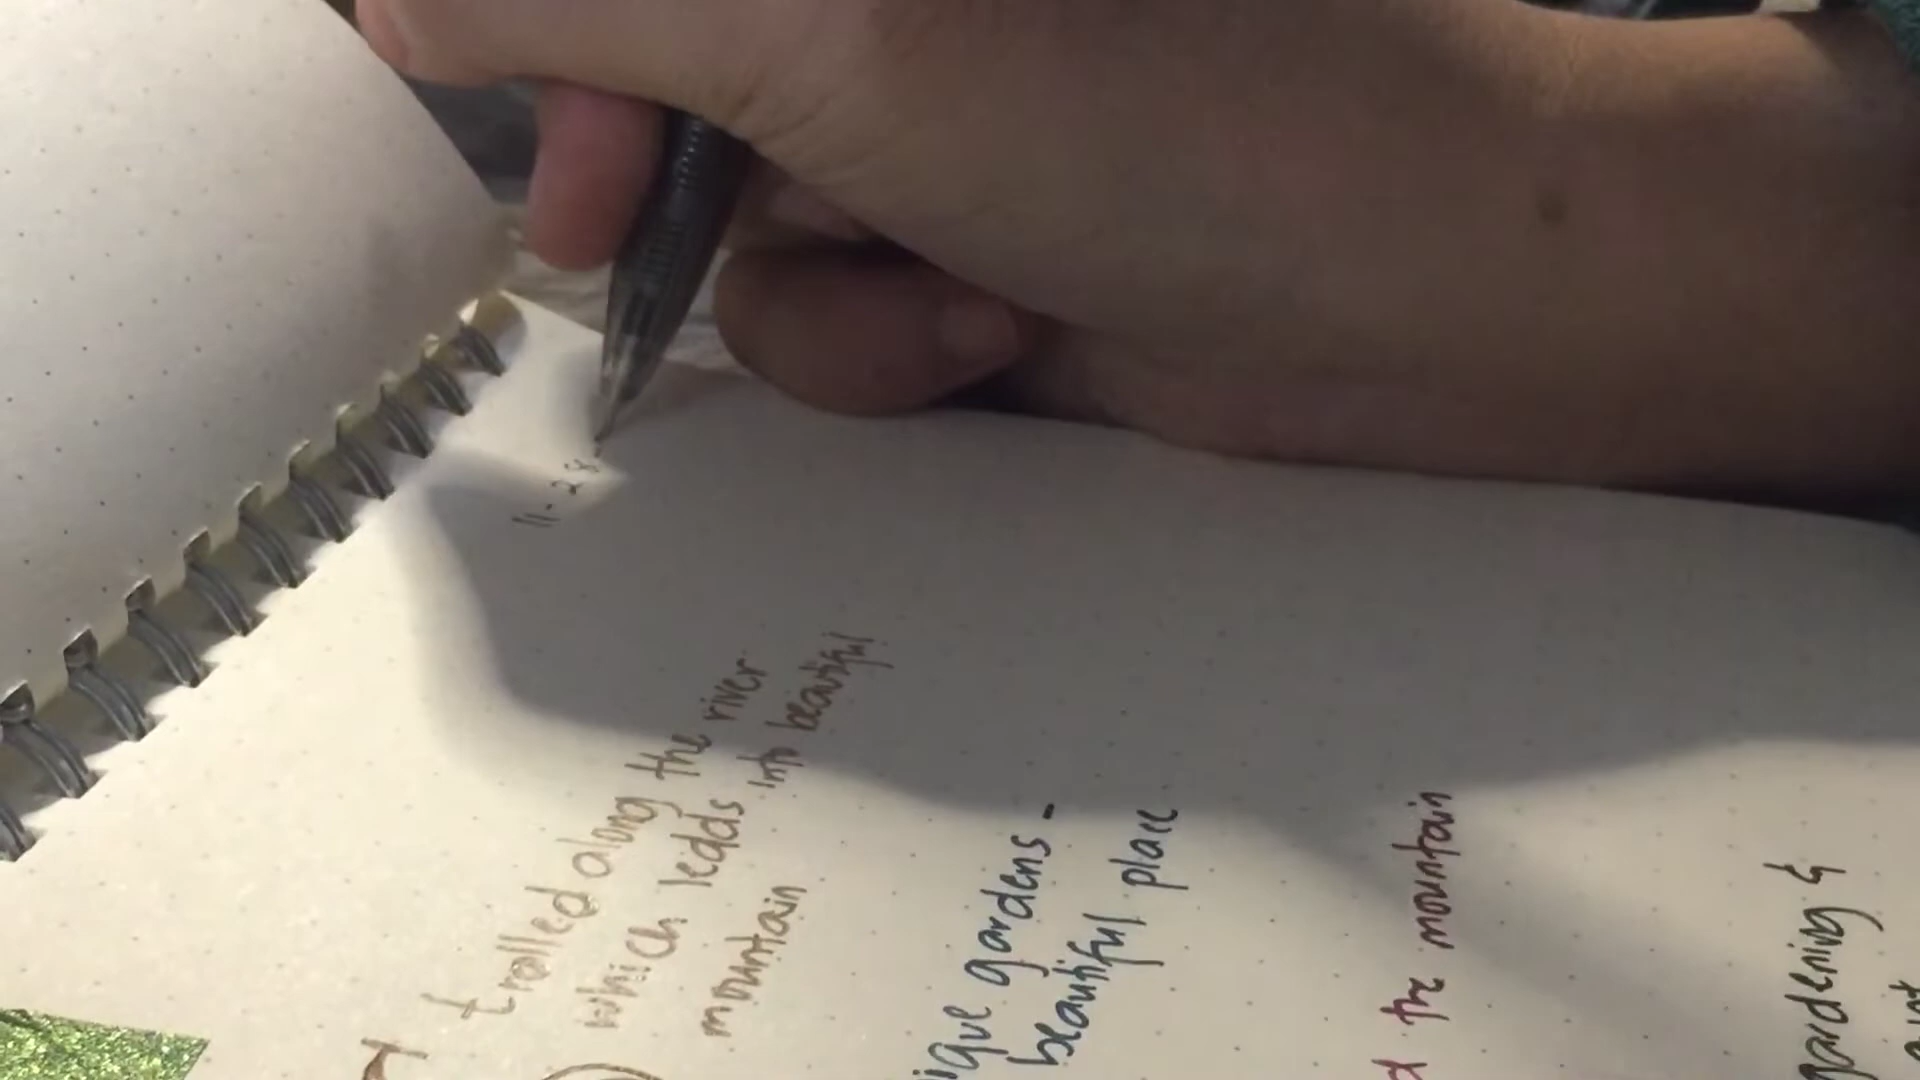 11-28
trolled along the river
which ledds into beautiful
mountain
ique gardens -
beautiful place
d the mountain
gardening &